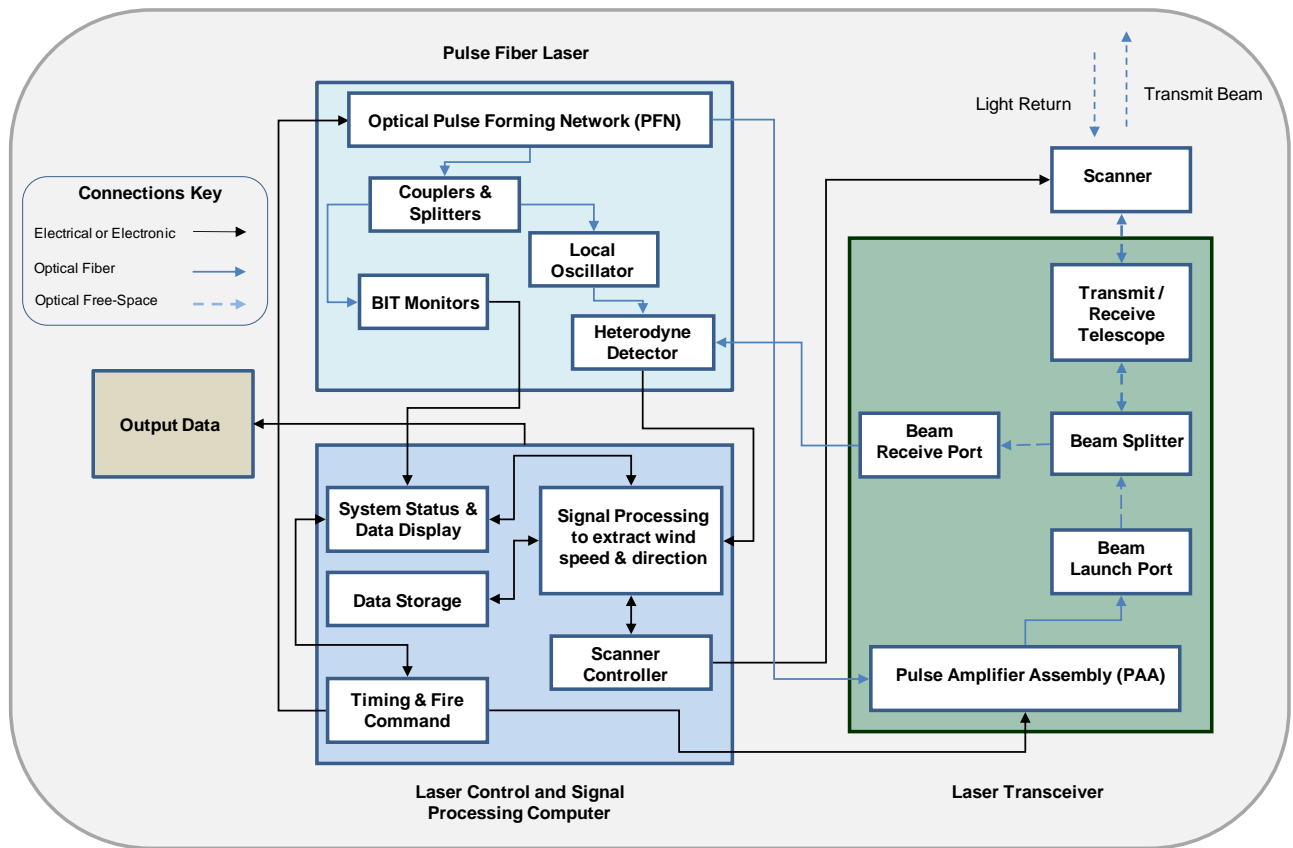 Pulse Fiber Laser
Optical Pulse Forming Network (PFN)
Couplers &
Splitters
Local
Oscillator
BIT Monitors
Heterodyne
Detector
Light Return
Transmit Beam
Scanner
Connections Key
Electrical or Electronic
Optical Fiber
Optical Free-Space
Output Data
Transmit /
Receive
Telescope
Beam
Receive Port
Beam Splitter
Beam
Launch Port
Pulse Amplifier Assembly (PAA)
System Status &
Data Display
Signal Processing
to extract wind
speed & direction
Data Storage
Scanner
Controller
Timing & Fire
Command
Laser Control and Signal
Processing Computer
Laser Transceiver